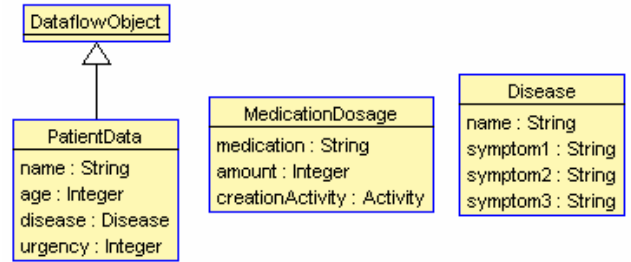 DataflowObject
PatientData
name : String
age : Integer
disease : Disease
urgency : Integer
MedicationDosage
medication : String
amount : Integer
creationActivity : Activity
Disease
name : String
symptom1 : String
symptom2 : String
symptom3 : String